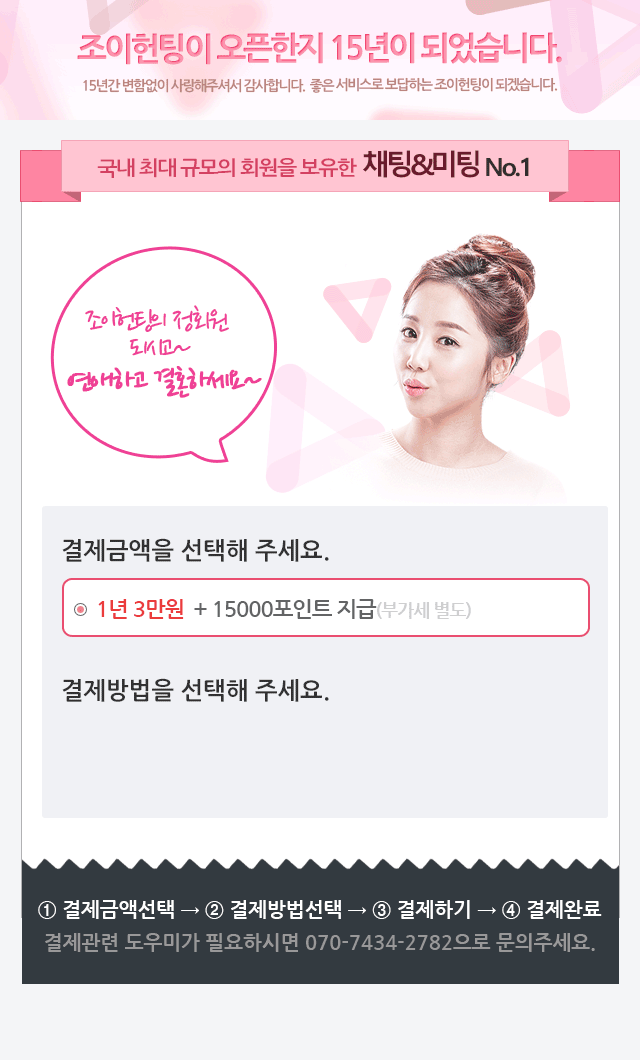 조이헌팅이 오픈한지 15년이 되었습니다.
15년간 변함없이 사랑해주셔서 감사합니다. 좋은 서비스로 보답하는 조이헌팅이 되겠습니다.
국내 최대 규모의 회원을 보유한 채팅&미팅 No.1
조이헌팅의 정회원
되시고~
연애하고 결혼하세요~
결제금액을 선택해 주세요.
1년 3만원 + 15000포인트 지급(부가세 별도)
결제방법을 선택해 주세요.
① 결제금액선택 → ② 결제방법선택 → ③ 결제하기 → ④ 결제완료
결제관련 도우미가 필요하시면 070-7434-2782으로 문의주세요.